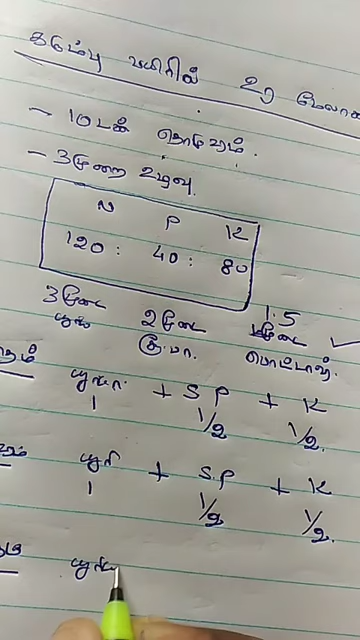 கரும்பு பயிரில் உர மேலா
- 10 டன் தொழுஉரம்.
- 3 முறை உழவு.
N P K
120 : 40 : 80
3 மூடை 2 மூடை 1.5 மூடை
யூரியா சூ.பா. பொட்டாஷ்.
யூரியா + S.P + K
1 1/2 1/2.
யூரி + S.P + K
1 1/2 1/2.
யூரி